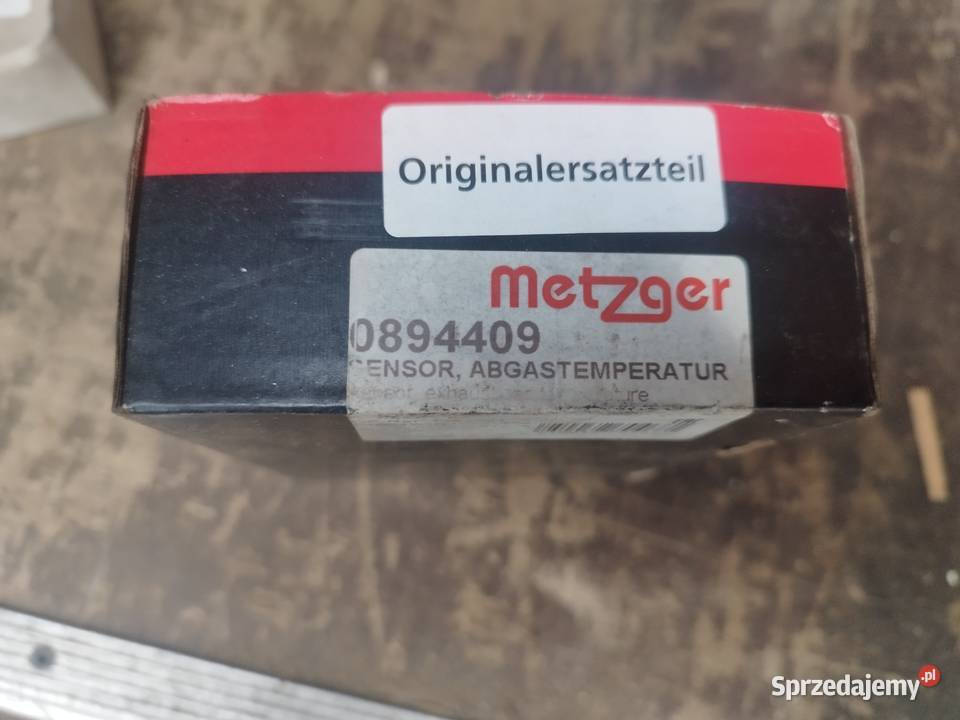 Originalersatzteil
Metzger
0894409
SENSOR, ABGASTEMPERATUR
Sprzedajemy.pl